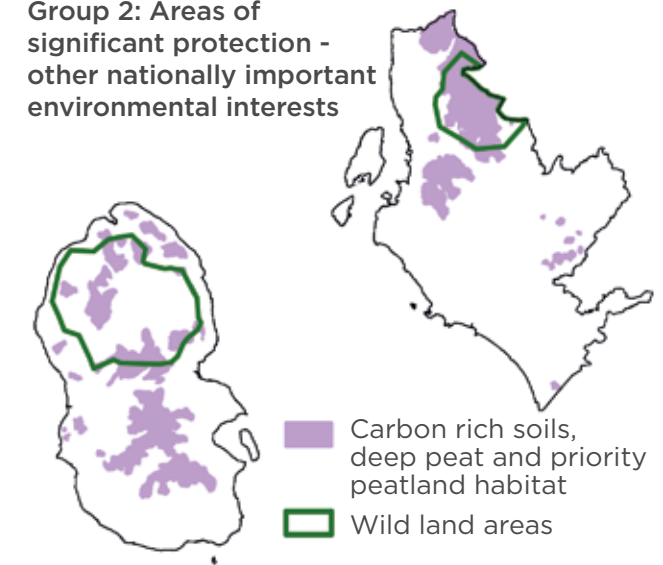 Group 2: Areas of
significant protection -
other nationally important
environmental interests
Carbon rich soils,
deep peat and priority
peatland habitat
Wild land areas